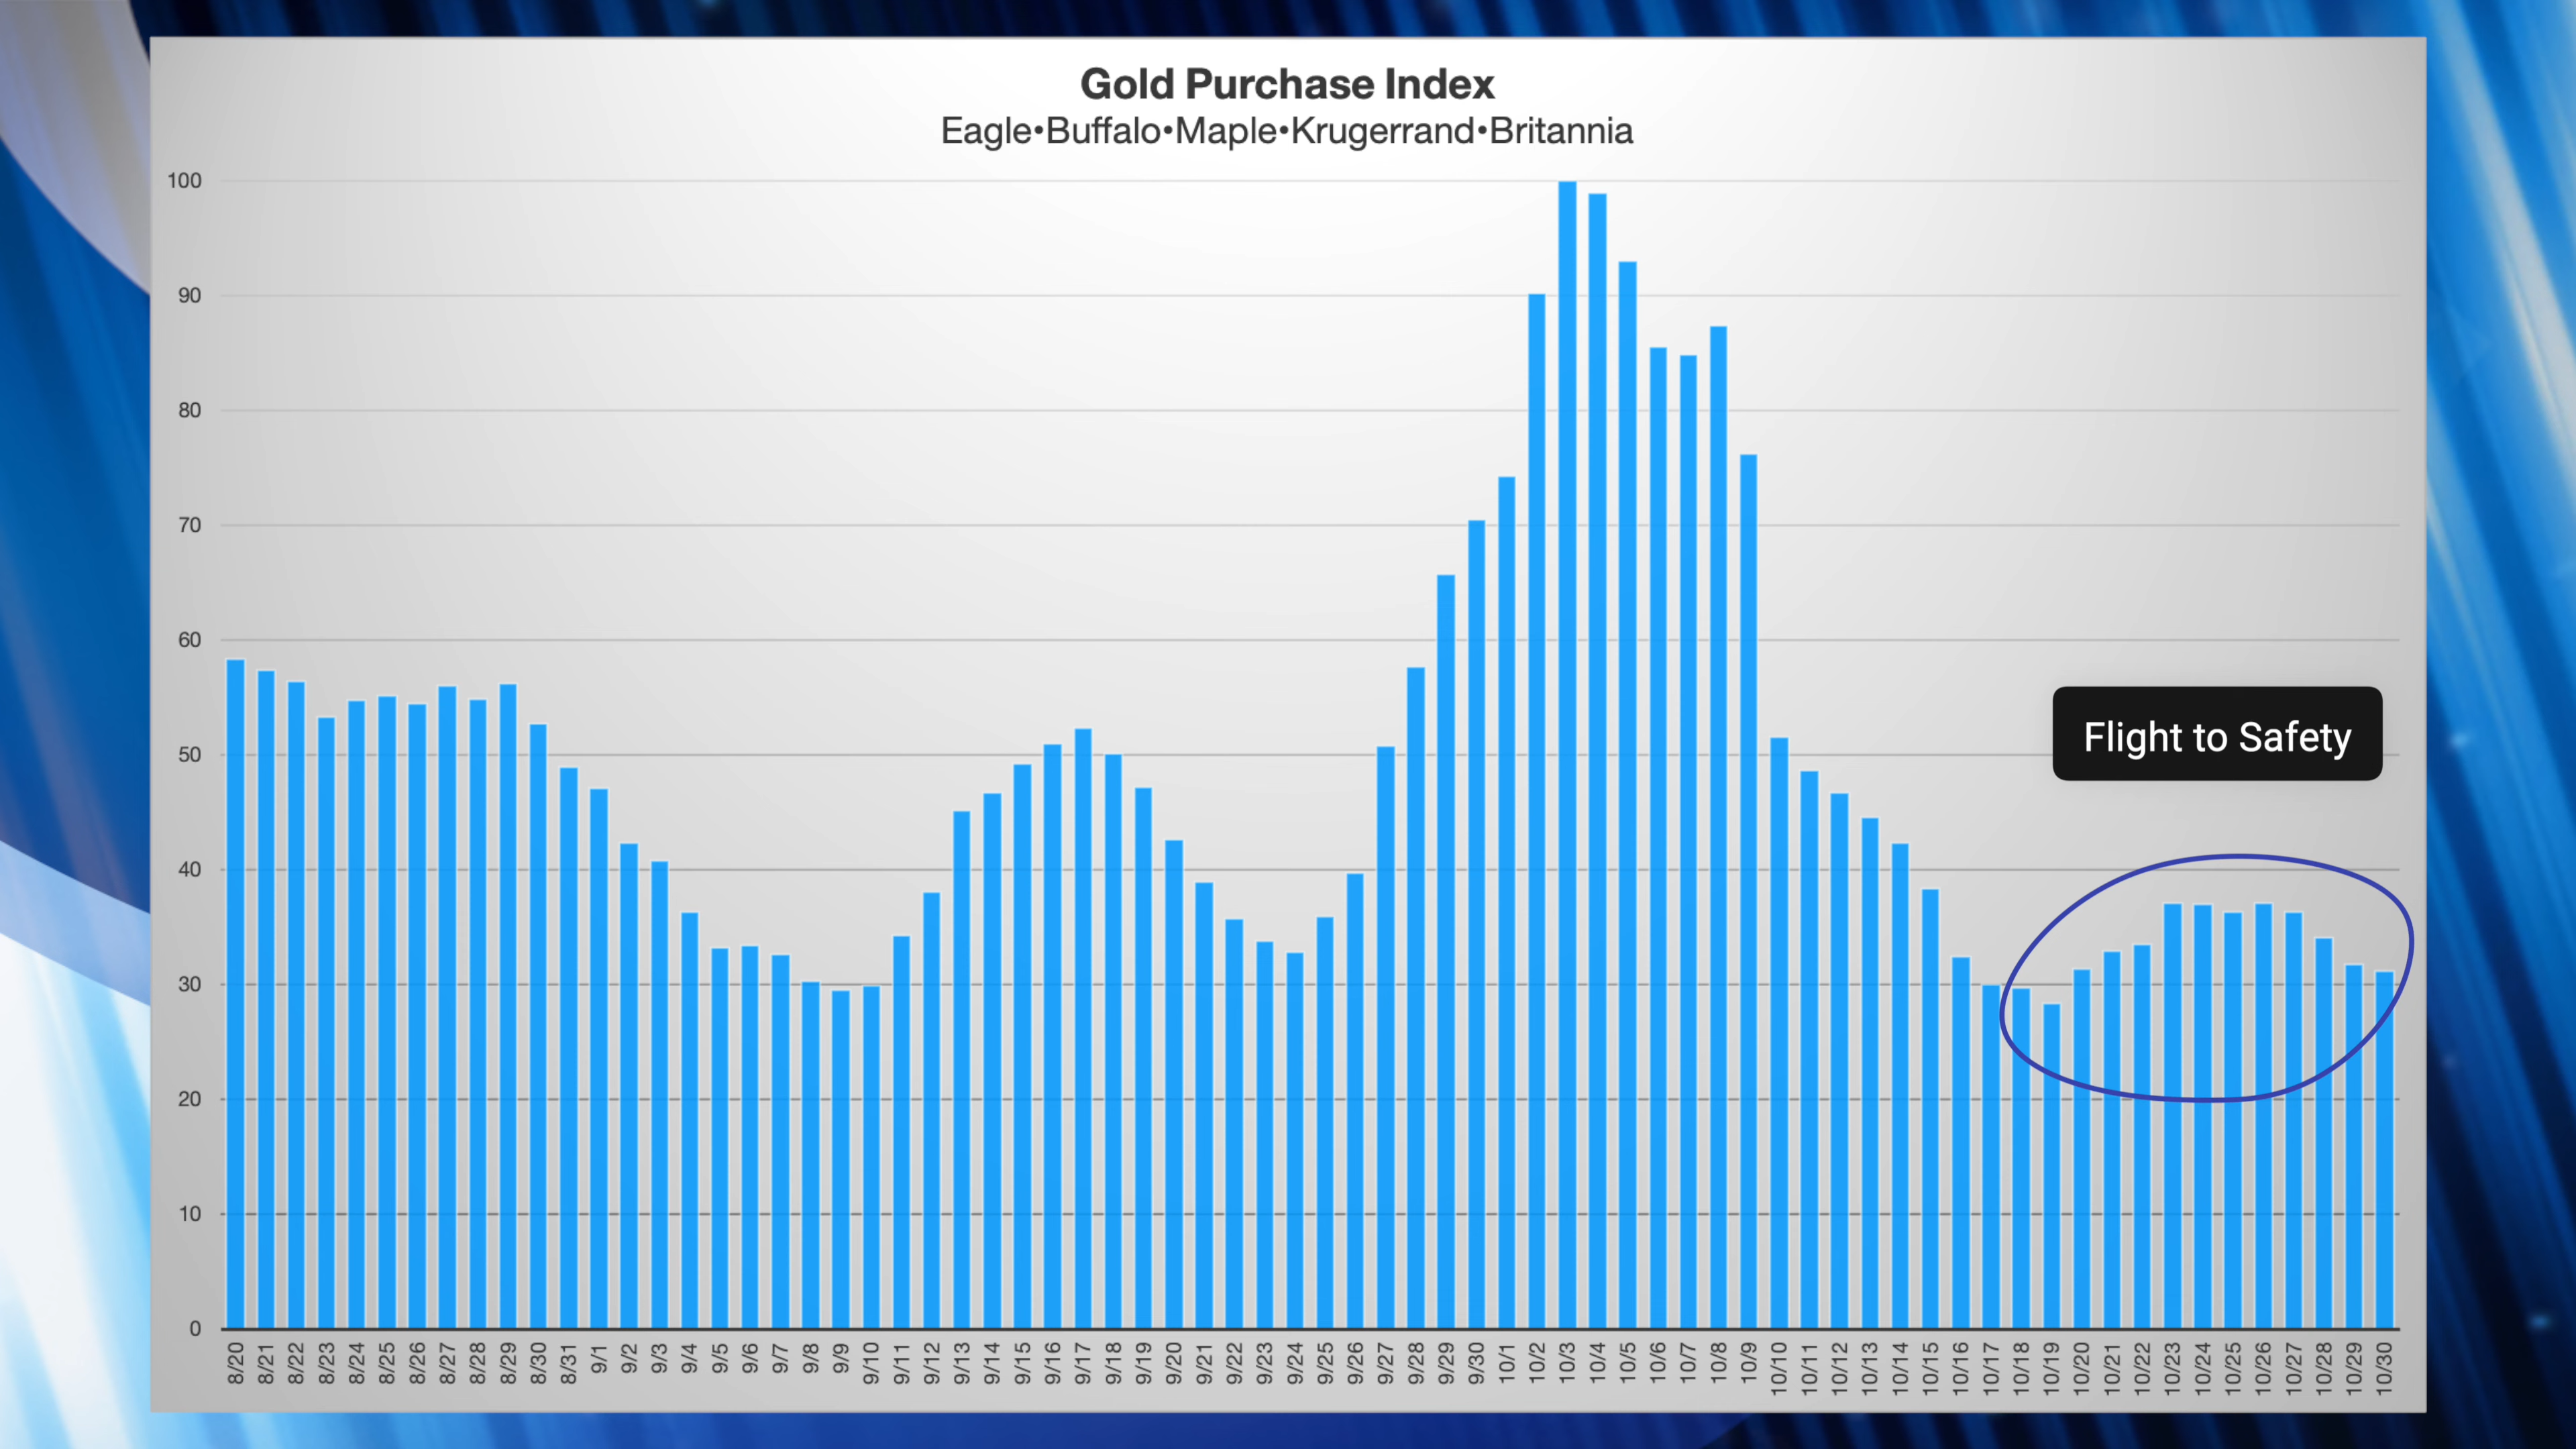 Gold Purchase Index
Eagle•Buffalo•Maple•Krugerrand•Britannia
100
90
80
70
60
50
40
30
20
10
0
Flight to Safety
8/20 8/21 8/22 8/23 8/24 8/25 8/26 8/27 8/28 8/29 8/30 8/31 9/1 9/2 9/3 9/4 9/5 9/6 9/7 9/8 9/9 9/10 9/11 9/12 9/13 9/14 9/15 9/16 9/17 9/18 9/19 9/20 9/21 9/22 9/23 9/24 9/25 9/26 9/27 9/28 9/29 9/30 10/1 10/2 10/3 10/4 10/5 10/6 10/7 10/8 10/9 10/10 10/11 10/12 10/13 10/14 10/15 10/16 10/17 10/18 10/19 10/20 10/21 10/22 10/23 10/24 10/25 10/26 10/27 10/28 10/29 10/30